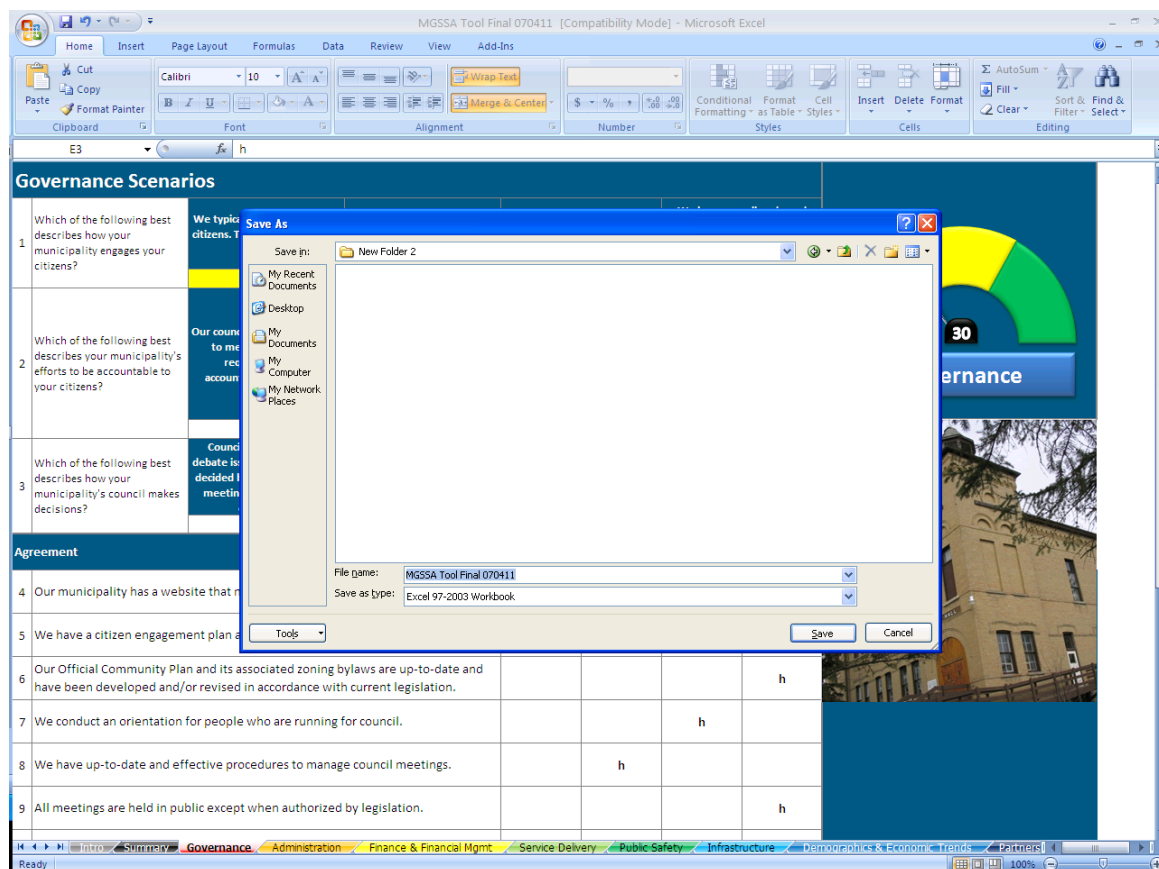 MGSSA Tool Final 070411 [Compatibility Mode] - Microsoft Excel
Home Insert Page Layout Formulas Data Review View Add-Ins
Paste
Cut
Copy
Format Painter
Clipboard
Calibri 10
B I U
Font
Wrap Text
Merge & Center
Alignment
$ % ,
Number
Conditional Formatting
Format as Table
Cell Styles
Styles
Insert Delete Format
Cells
Σ AutoSum
Fill
Clear
Sort & Filter
Find & Select
Editing
E3 fx h
Governance Scenarios
1 Which of the following best
describes how your
municipality engages your
citizens?
We typica
citizens. T
2 Which of the following best
describes your municipality's
efforts to be accountable to
your citizens?
Our coun
to me
rec
accoun
3 Which of the following best
describes how your
municipality's council makes
decisions?
Counci
debate is
decided
meetin
Agreement
4 Our municipality has a website that
5 We have a citizen engagement plan a
6 Our Official Community Plan and its associated zoning bylaws are up-to-date and
have been developed and/or revised in accordance with current legislation. h
7 We conduct an orientation for people who are running for council. h
8 We have up-to-date and effective procedures to manage council meetings. h
9 All meetings are held in public except when authorized by legislation. h
30
ernance
Save As
Save in: New Folder 2
My Recent
Documents
Desktop
My
Documents
My
Computer
My Network
Places
File name: MGSSA Tool Final 070411
Save as type: Excel 97-2003 Workbook
Tools Save Cancel
Intro Summary Governance Administration Finance & Financial Mgmt Service Delivery Public Safety Infrastructure Demographics & Economic Trends Partners
Ready 100%